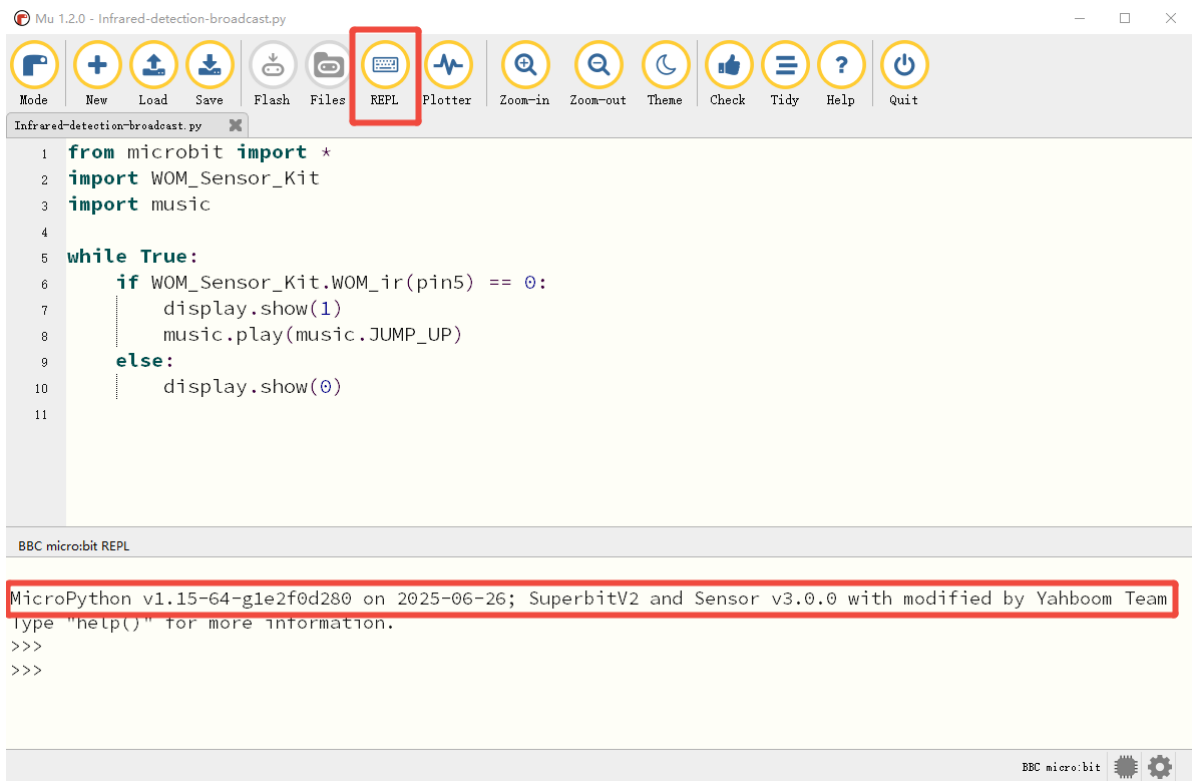 Mu 1.2.0 - Infrared-detection-broadcast.py
Mode New Load Save Flash Files REPL Plotter Zoom-in Zoom-out Theme Check Tidy Help Quit
Infrared-detection-broadcast.py
1 from microbit import *
2 import WOM_Sensor_Kit
3 import music
4
5 while True:
6 if WOM_Sensor_Kit.WOM_ir(pin5) == 0:
7 display.show(1)
8 music.play(music.JUMP_UP)
9 else:
10 display.show(0)
11
BBC micro:bit REPL
MicroPython v1.15-64-g1e2f0d280 on 2025-06-26; SuperbitV2 and Sensor v3.0.0 with modified by Yahboom Team
Type "help()" for more information.
>>>
>>>
BBC micro:bit